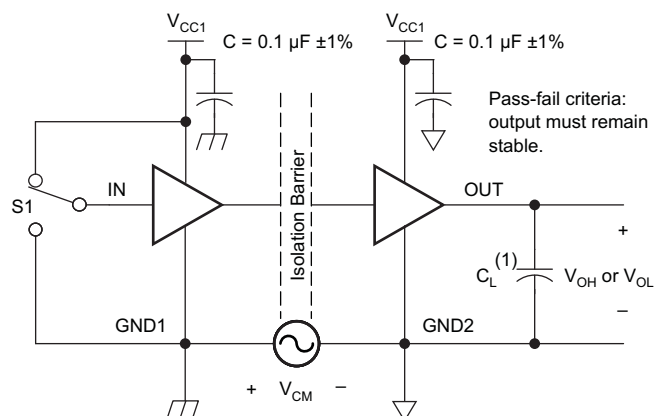 VCC1
C = 0.1 µF ±1%
VCC1
C = 0.1 µF ±1%
Pass-fail criteria:
output must remain
stable.
Isolation Barrier
S1
IN
OUT
+
CL(1)
VOH or VOL
–
GND1
GND2
+ VCM –